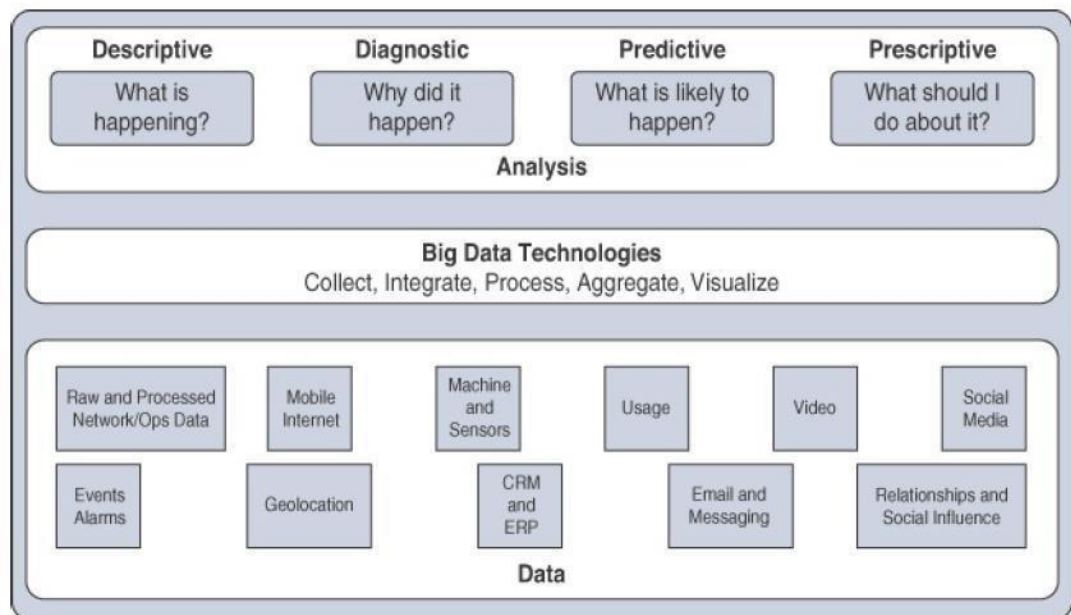 Descriptive
What is
happening?
Diagnostic
Why did it
happen?
Predictive
What is likely to
happen?
Prescriptive
What should I
do about it?
Analysis
Big Data Technologies
Collect, Integrate, Process, Aggregate, Visualize
Raw and Processed
Network/Ops Data
Mobile
Internet
Machine
and
Sensors
Usage
Video
Social
Media
Events
Alarms
Geolocation
CRM
and
ERP
Email and
Messaging
Relationships and
Social Influence
Data